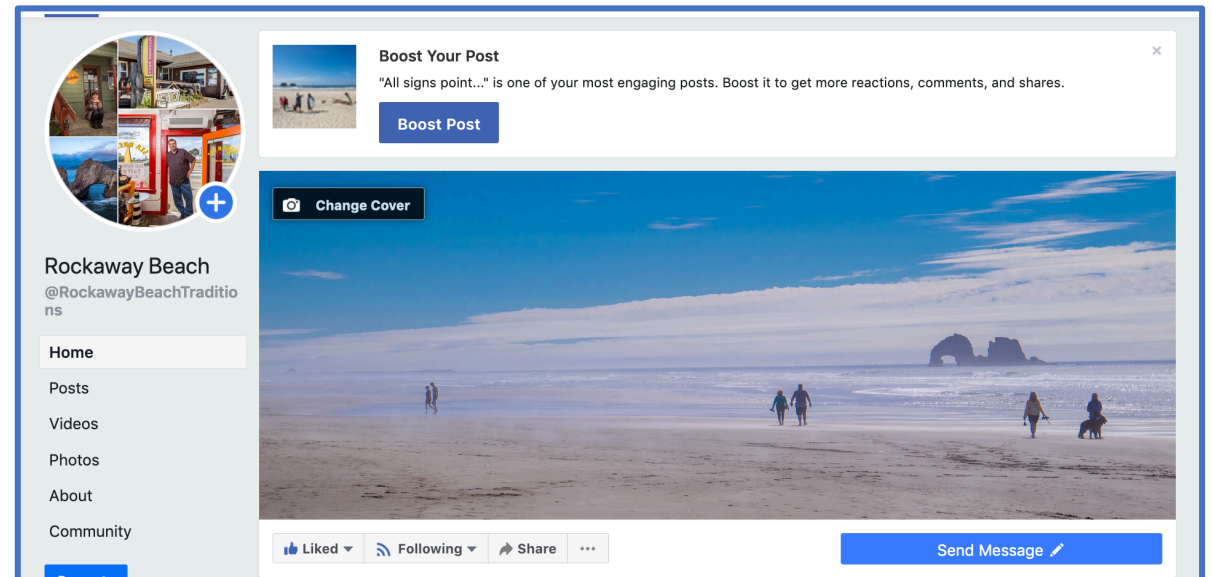 Boost Your Post
"All signs point..." is one of your most engaging posts. Boost it to get more reactions, comments, and shares.
Boost Post
Change Cover
Rockaway Beach
@RockawayBeachTraditio
ns
Home
Posts
Videos
Photos
About
Community
Liked
Following
Share
Send Message